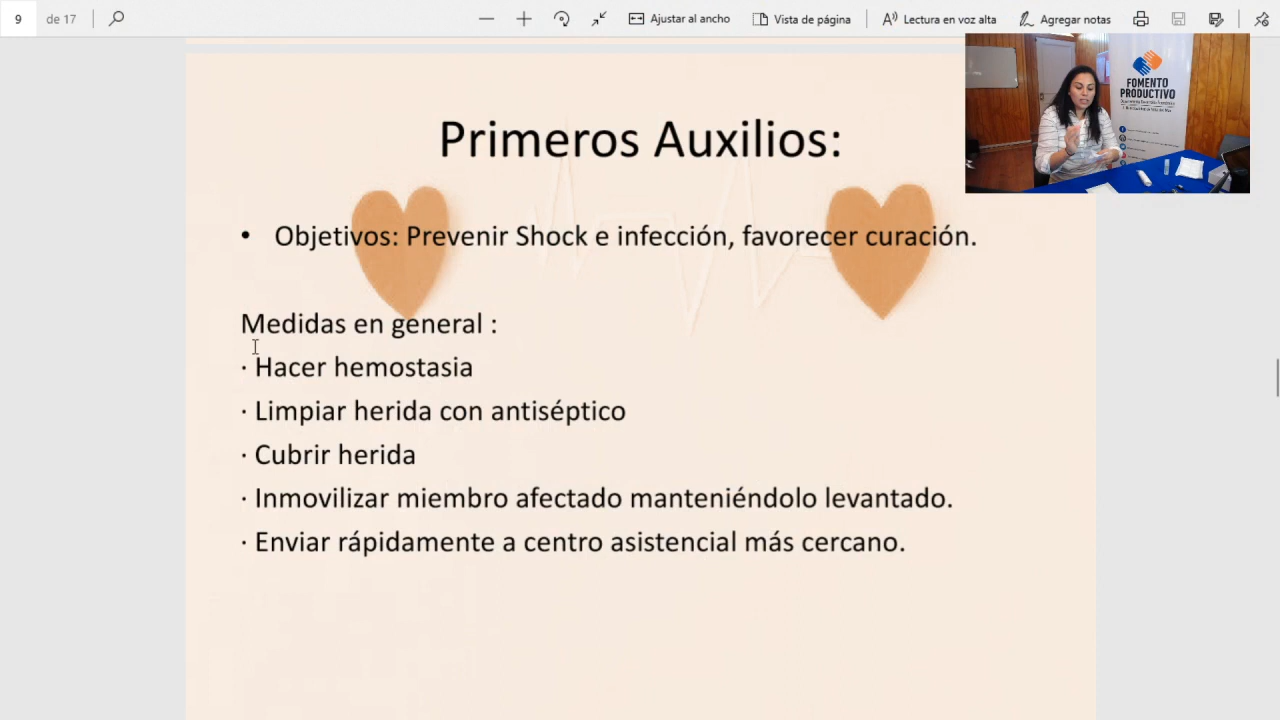 9 de 17 Ajustar al ancho Vista de página Lectura en voz alta Agregar notas
FOMENTO
PRODUCTIVO
Primeros Auxilios:
• Objetivos: Prevenir Shock e infección, favorecer curación.
Medidas en general :
· Hacer hemostasia
· Limpiar herida con antiséptico
· Cubrir herida
· Inmovilizar miembro afectado manteniéndolo levantado.
· Enviar rápidamente a centro asistencial más cercano.